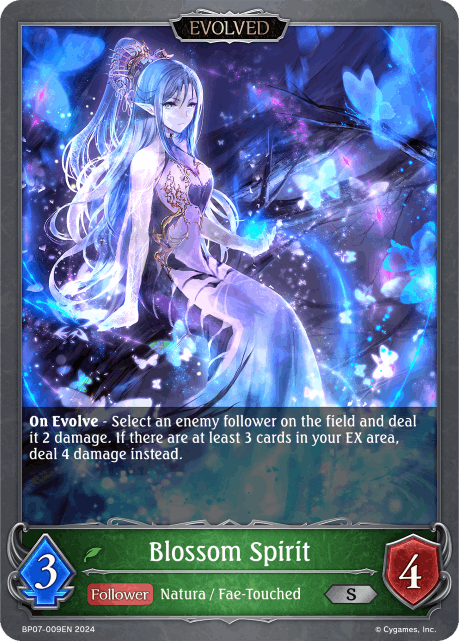 EVOLVED
On Evolve - Select an enemy follower on the field and deal
it 2 damage. If there are at least 3 cards in your EX area,
deal 4 damage instead.
Blossom Spirit
3
Follower Natura / Fae-Touched S
4
BP07-009EN 2024 © Cygames, Inc.